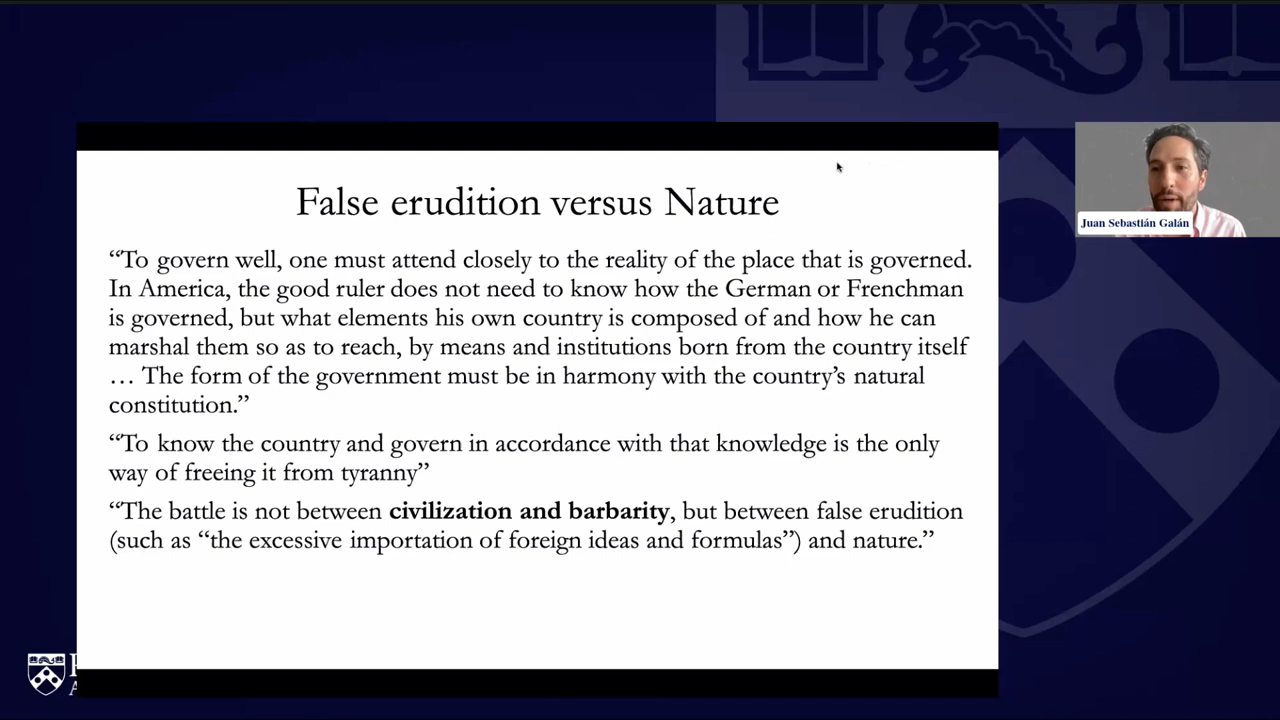 False erudition versus Nature
“To govern well, one must attend closely to the reality of the place that is governed.
In America, the good ruler does not need to know how the German or Frenchman
is governed, but what elements his own country is composed of and how he can
marshal them so as to reach, by means and institutions born from the country itself
… The form of the government must be in harmony with the country’s natural
constitution.”
“To know the country and govern in accordance with that knowledge is the only
way of freeing it from tyranny”
“The battle is not between civilization and barbarity, but between false erudition
(such as “the excessive importation of foreign ideas and formulas”) and nature.”
Juan Sebastián Galán